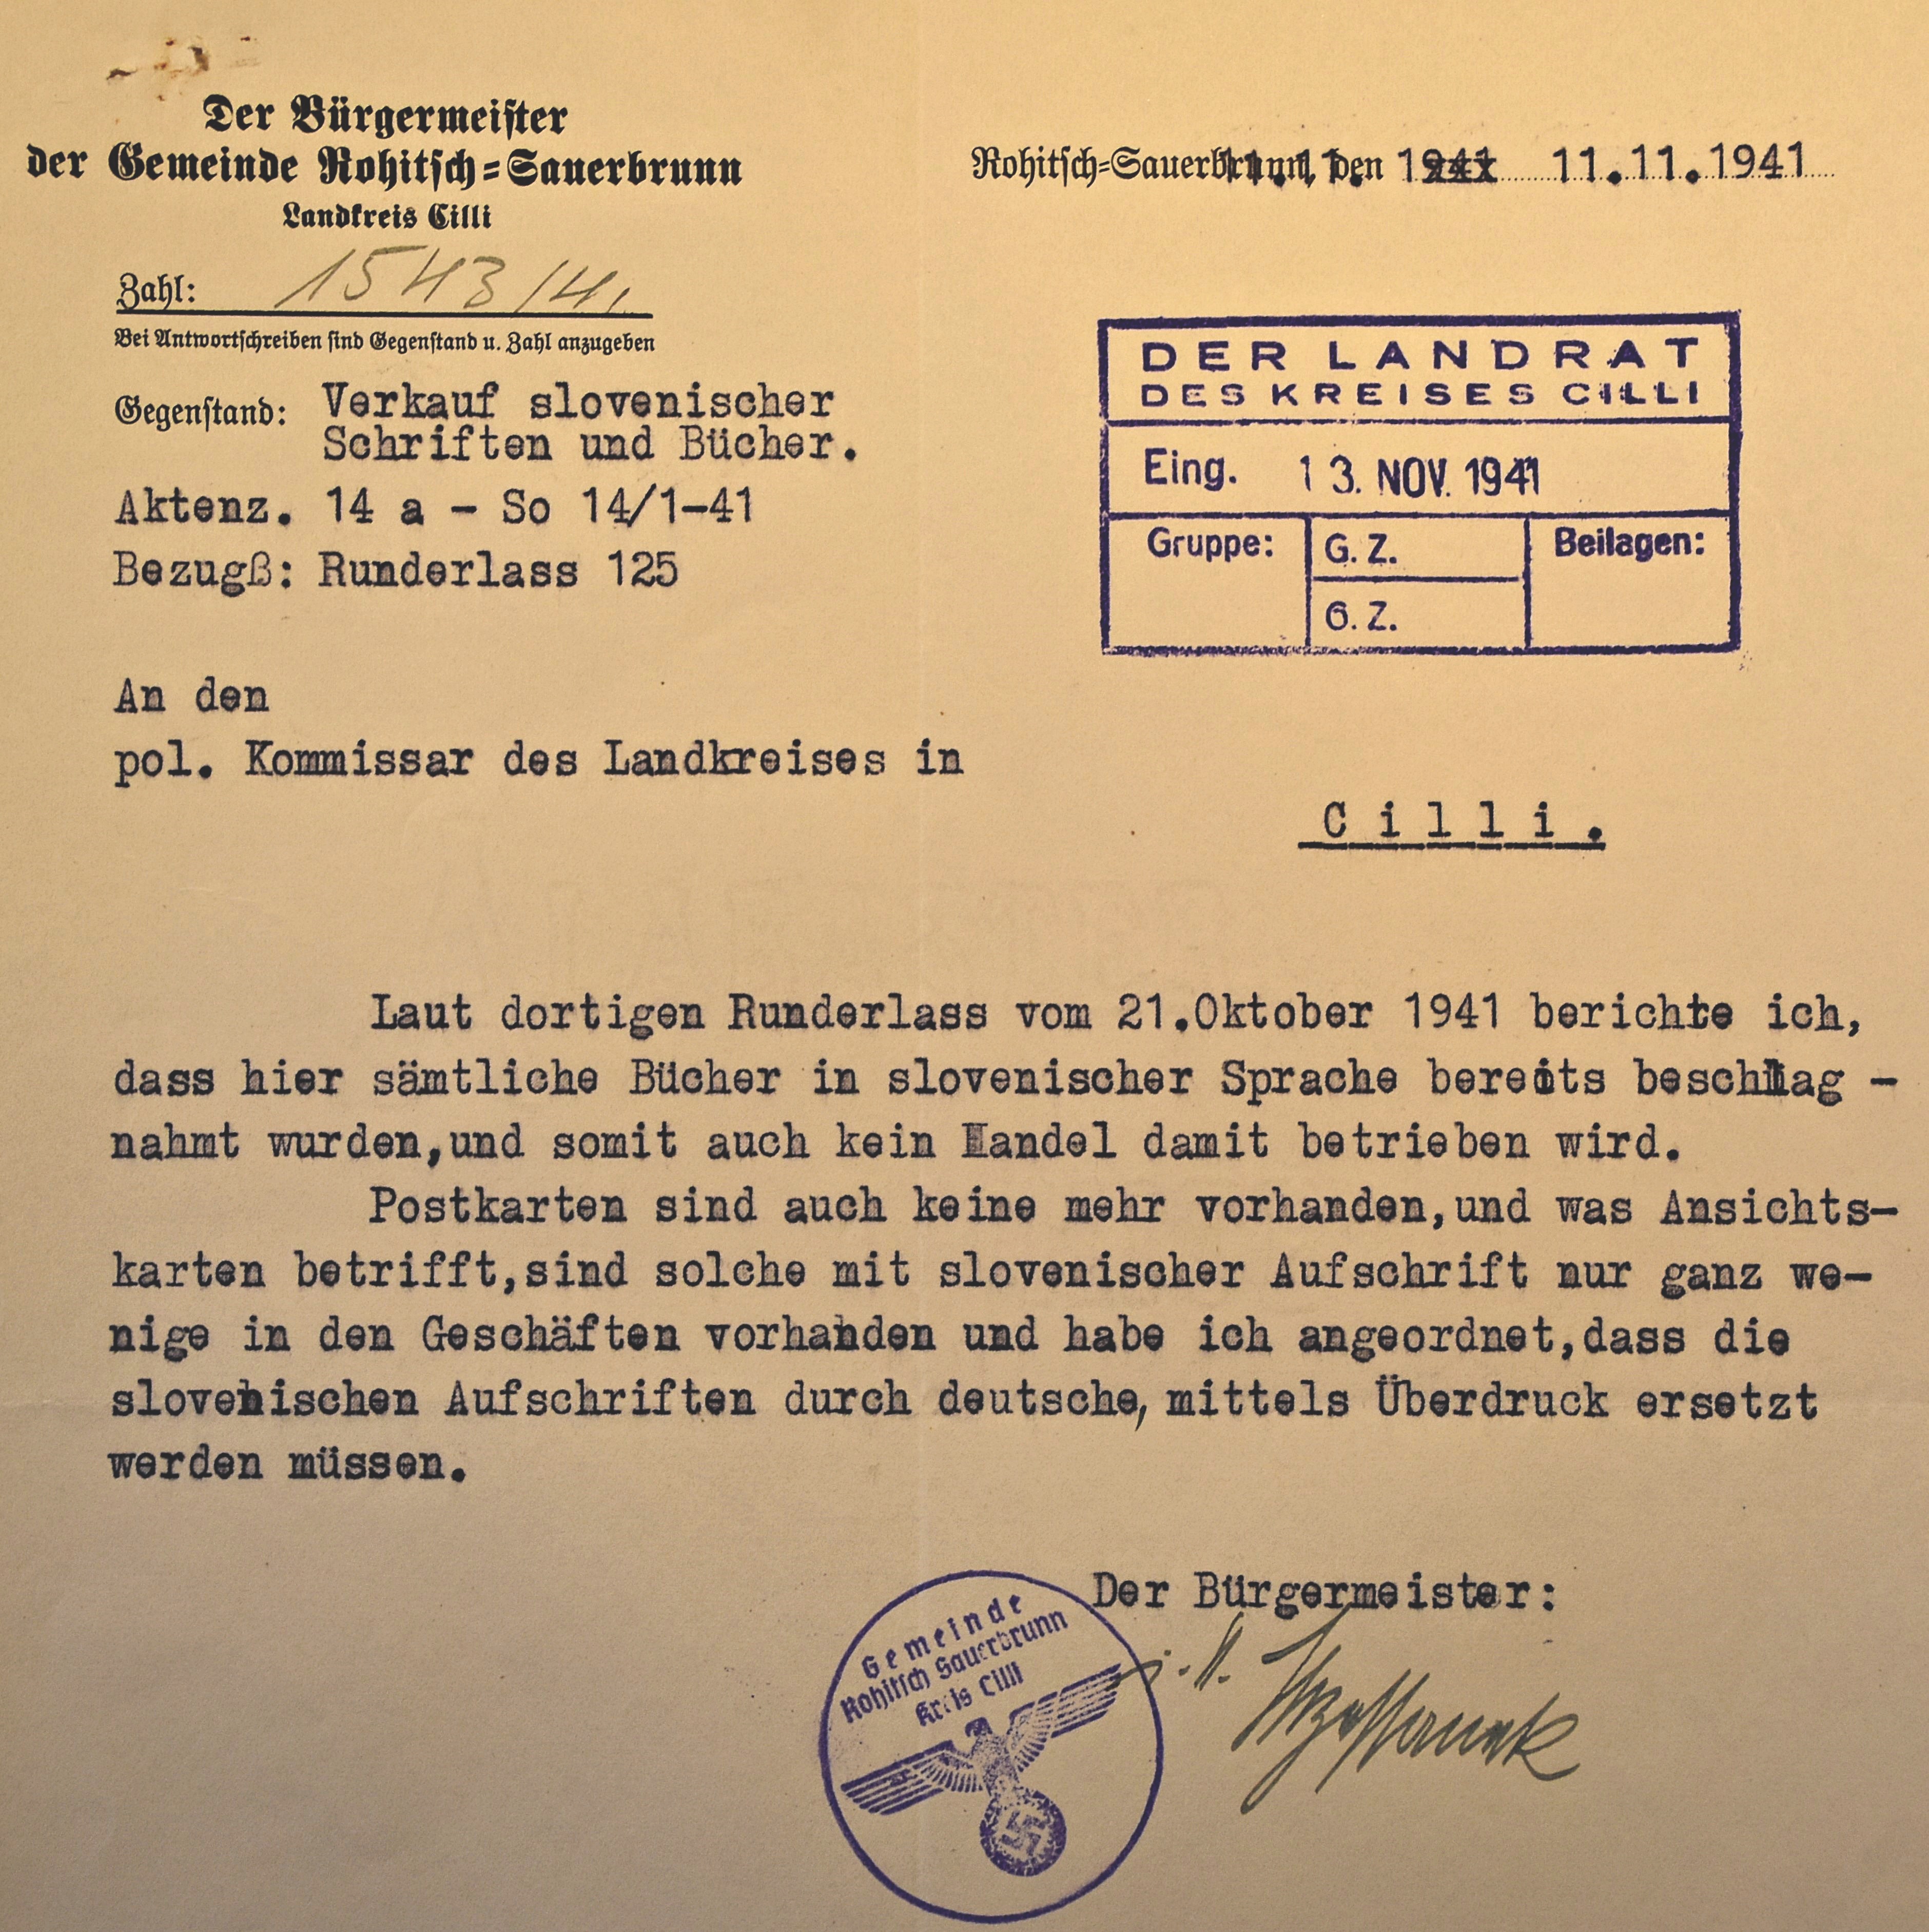 Der Bürgermeister
der Gemeinde Rohitsch=Sauerbrunn
Landkreis Cilli
Rohitsch=Sauerbrunn, den 11.11.1941
Zahl: 1543/41.
Bei Antwortschreiben sind Gegenstand u. Zahl anzugeben
Gegenstand: Verkauf slovenischer
Schriften und Bücher.
Aktenz. 14 a - So 14/1-41
Bezugß: Runderlass 125
DER LANDRAT
DES KREISES CILLI
Eing. 13. NOV. 1941
Gruppe: G. Z. Beilagen:
G. Z.
An den
pol. Kommissar des Landkreises in
Cilli.
Laut dortigen Runderlass vom 21.Oktober 1941 berichte ich,
dass hier sämtliche Bücher in slovenischer Sprache bereits beschlag -
nahmt wurden,und somit auch kein Handel damit betrieben wird.
Postkarten sind auch keine mehr vorhanden,und was Ansichts-
karten betrifft,sind solche mit slovenischer Aufschrift nur ganz we-
nige in den Geschäften vorhanden und habe ich angeordnet,dass die
slovenischen Aufschriften durch deutsche, mittels Überdruck ersetzt
werden müssen.
Der Bürgermeister:
Gemeinde
Rohitsch Sauerbrunn
Kreis Cilli